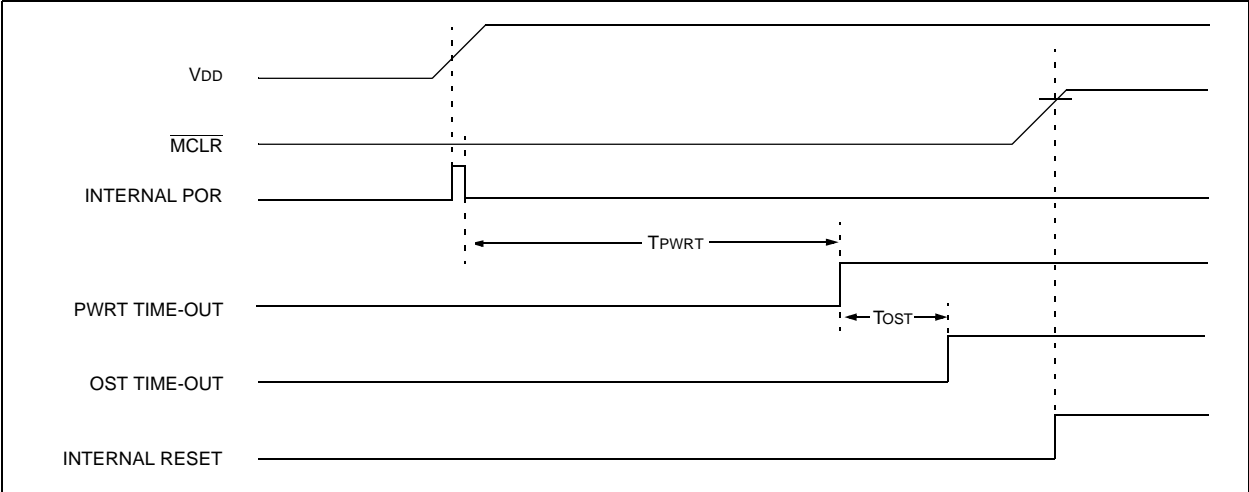 VDD
MCLR
INTERNAL POR
TPWRT
PWRT TIME-OUT
TOST
OST TIME-OUT
INTERNAL RESET